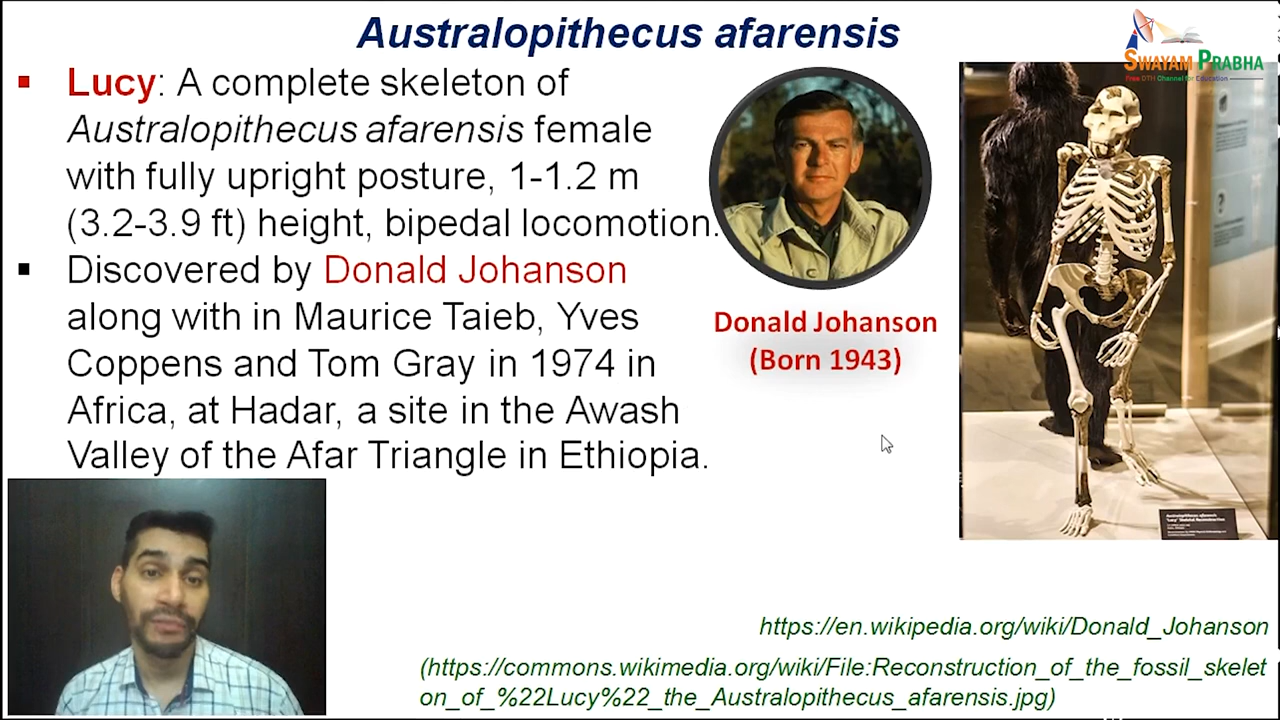 Australopithecus afarensis
SWAYAM PRABHA
Free DTH Channel for Education
▪ Lucy: A complete skeleton of
Australopithecus afarensis female
with fully upright posture, 1-1.2 m
(3.2-3.9 ft) height, bipedal locomotion.
▪ Discovered by Donald Johanson
along with in Maurice Taieb, Yves
Coppens and Tom Gray in 1974 in
Africa, at Hadar, a site in the Awash
Valley of the Afar Triangle in Ethiopia.
Donald Johanson
(Born 1943)
https://en.wikipedia.org/wiki/Donald_Johanson
(https://commons.wikimedia.org/wiki/File:Reconstruction_of_the_fossil_skelet
on_of_%22Lucy%22_the_Australopithecus_afarensis.jpg)